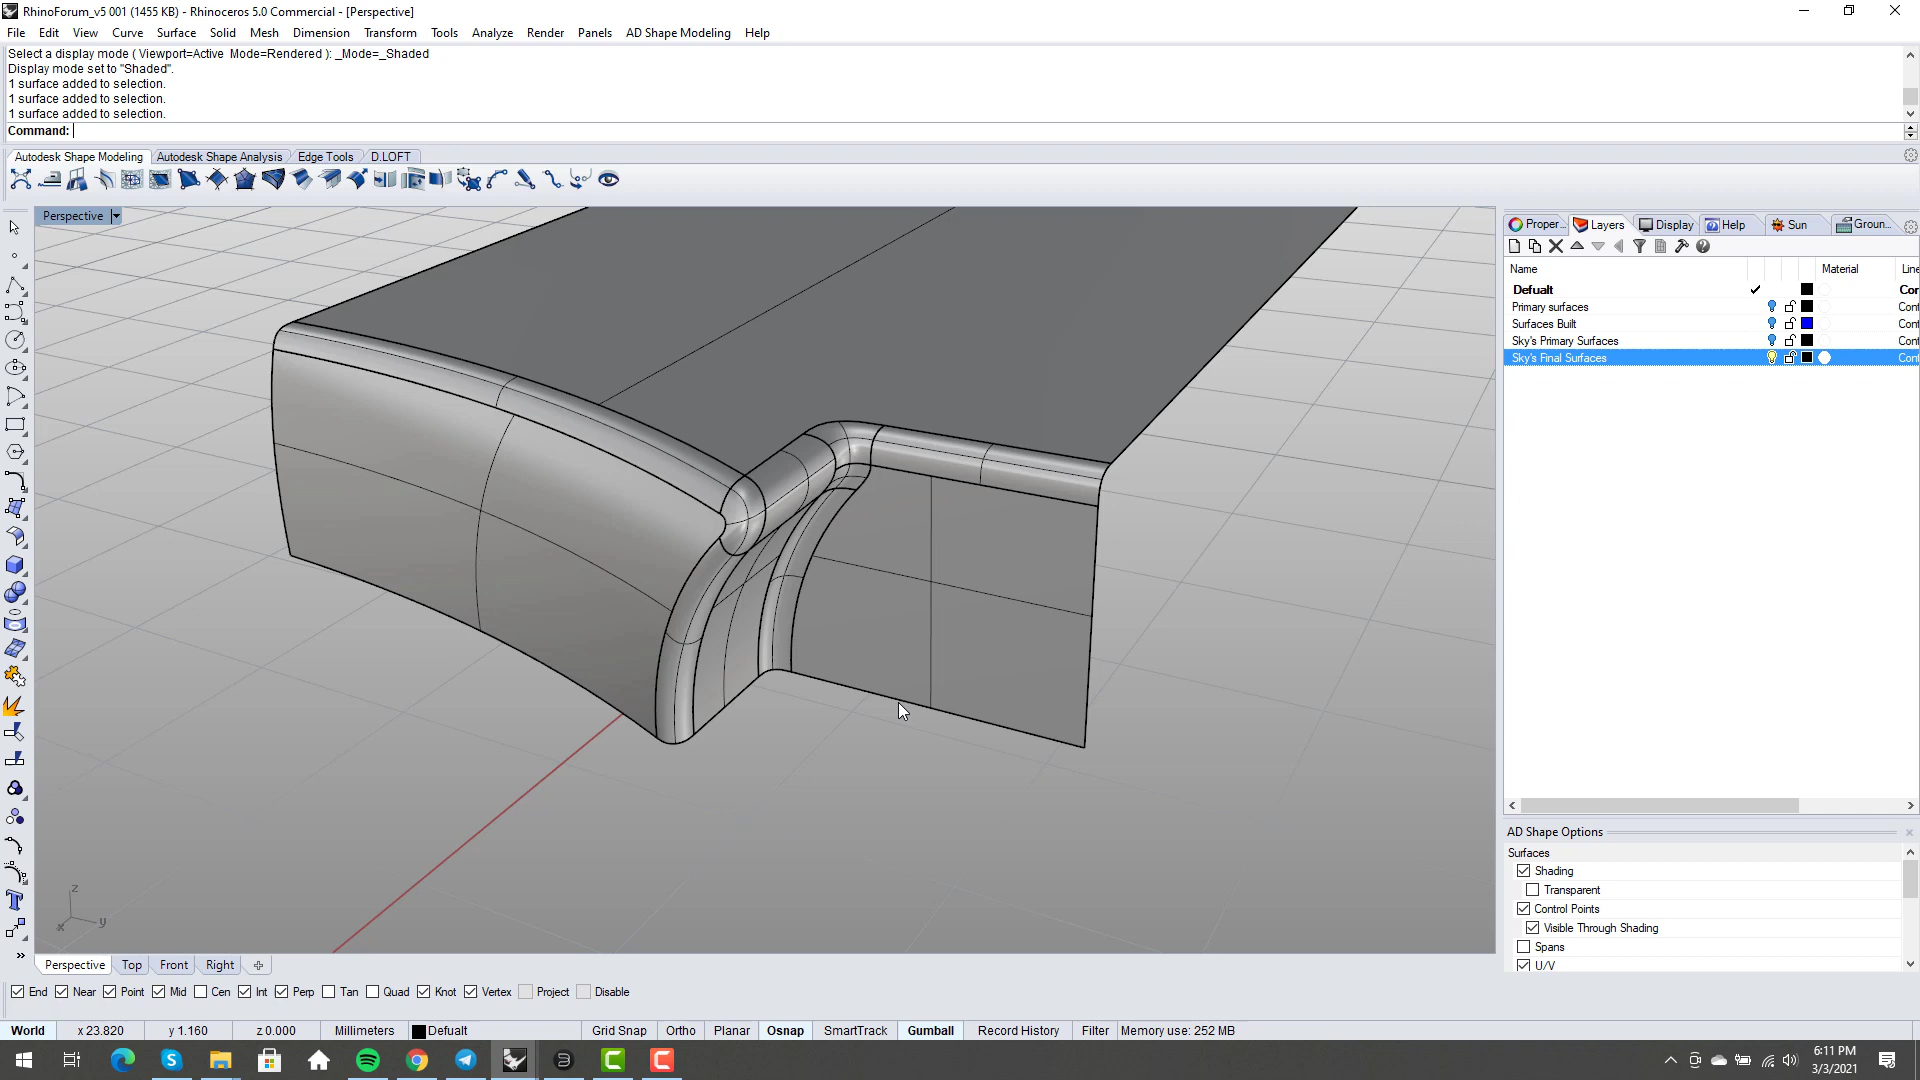 RhinoForum_v5 001 (1455 KB) - Rhinoceros 5.0 Commercial - [Perspective]
File Edit View Curve Surface Solid Mesh Dimension Transform Tools Analyze Render Panels AD Shape Modeling Help
Select a display mode ( Viewport=Active Mode=Rendered ): _Mode=_Shaded
Display mode set to "Shaded".
1 surface added to selection.
1 surface added to selection.
1 surface added to selection.
Command:
Autodesk Shape Modeling Autodesk Shape Analysis Edge Tools D.LOFT
Perspective
Proper... Layers Display Help Sun Groun...
Name Material Line
Defualt Cor
Primary surfaces Conf
Surfaces Built Conf
Sky's Primary Surfaces Conf
Sky's Final Surfaces Conf
AD Shape Options
Surfaces
Shading
Transparent
Control Points
Visible Through Shading
Spans
U/V
z
x y
Perspective Top Front Right
End Near Point Mid Cen Int Perp Tan Quad Knot Vertex Project Disable
World x 23.820 y 1.160 z 0.000 Millimeters Defualt Grid Snap Ortho Planar Osnap SmartTrack Gumball Record History Filter Memory use: 252 MB
6:11 PM
3/3/2021